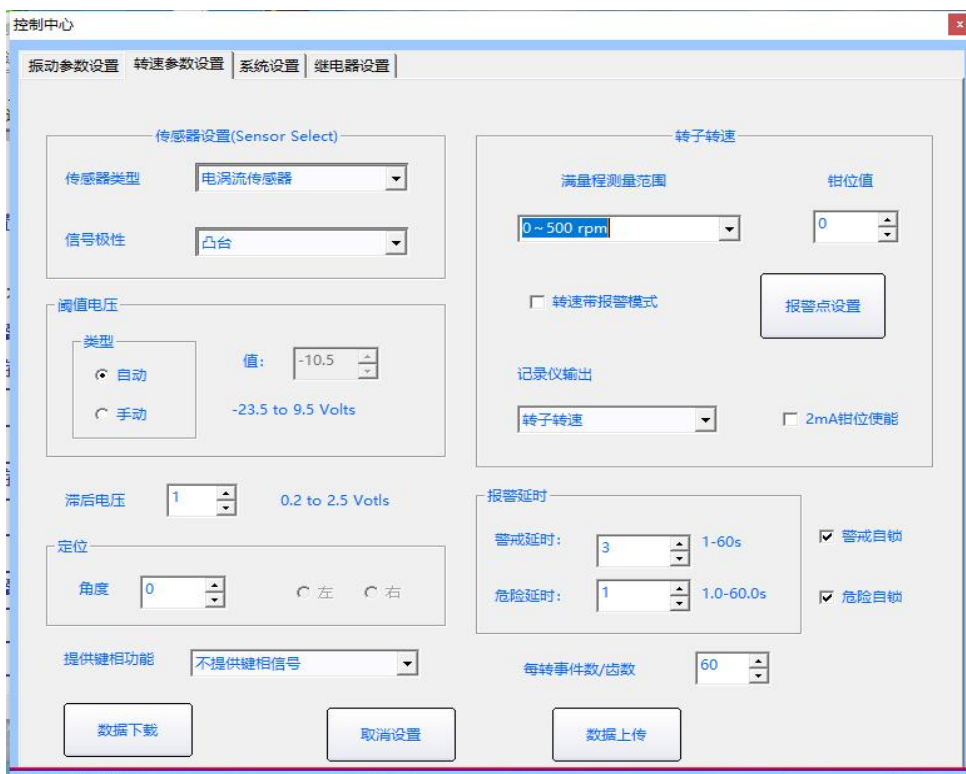 控制中心
振动参数设置 转速参数设置 系统设置 继电器设置
传感器设置(Sensor Select)
传感器类型 电涡流传感器
信号极性 凸台
阈值电压
类型
自动
手动
值: -10.5
-23.5 to 9.5 Volts
滞后电压 1 0.2 to 2.5 Votls
定位
角度 0 左 右
提供键相功能 不提供键相信号
转子转速
满量程测量范围 钳位值
0~500 rpm 0
转速带报警模式 报警点设置
记录仪输出
转子转速 2mA钳位使能
报警延时
警戒延时: 3 1-60s 警戒自锁
危险延时: 1 1.0-60.0s 危险自锁
每转事件数/齿数 60
数据下载 取消设置 数据上传